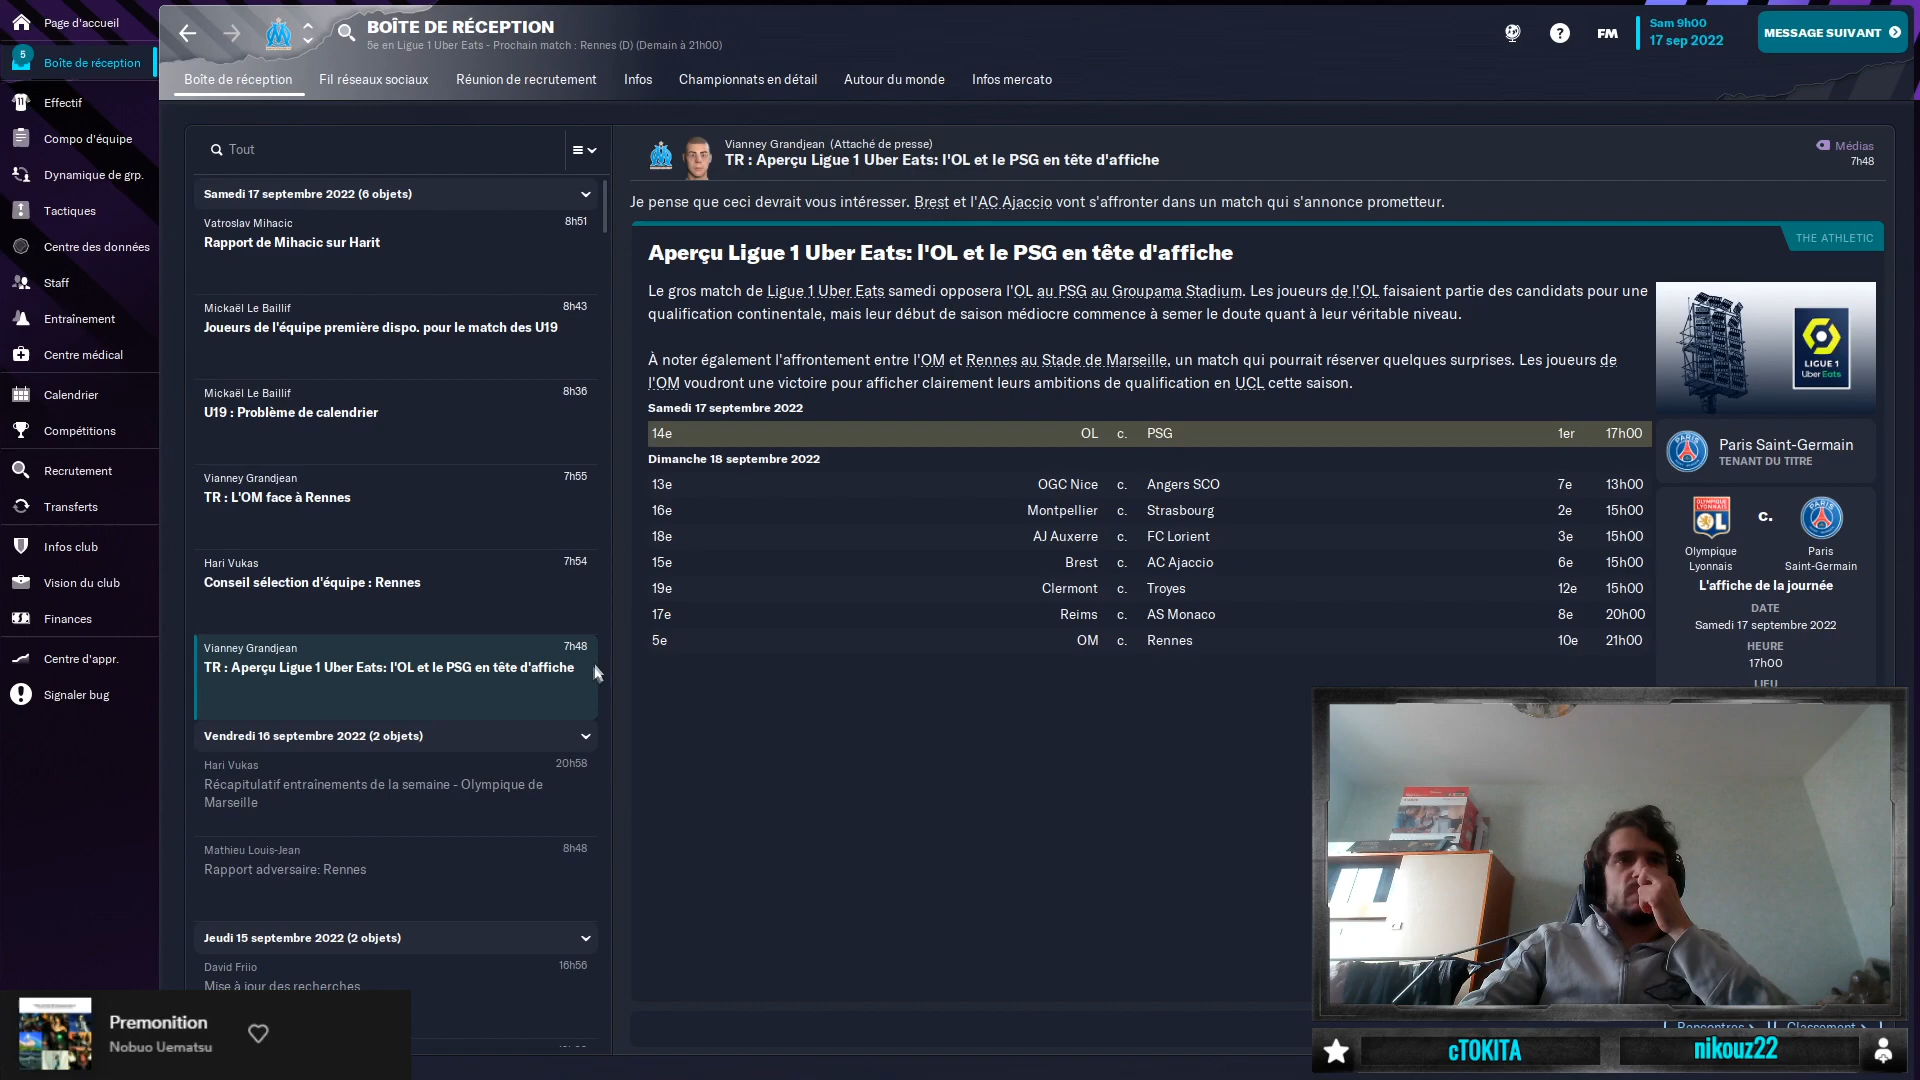 Page d'accueil
5
Boîte de réception
Effectif
Compo d'équipe
Dynamique de grp.
Tactiques
Centre des données
Staff
Entraînement
Centre médical
Calendrier
Compétitions
Recrutement
Transferts
Infos club
Vision du club
Finances
Centre d'appr.
Signaler bug
BOÎTE DE RÉCEPTION
5e en Ligue 1 Uber Eats - Prochain match : Rennes (D) (Demain à 21h00)
FM
Sam 9h00
17 sep 2022
MESSAGE SUIVANT
Boîte de réception
Fil réseaux sociaux
Réunion de recrutement
Infos
Championnats en détail
Autour du monde
Infos mercato
Tout
Samedi 17 septembre 2022 (6 objets)
Vatroslav Mihacic 8h51
Rapport de Mihacic sur Harit
Mickaël Le Baillif 8h43
Joueurs de l'équipe première dispo. pour le match des U19
Mickaël Le Baillif 8h36
U19 : Problème de calendrier
Vianney Grandjean 7h55
TR : L'OM face à Rennes
Hari Vukas 7h54
Conseil sélection d'équipe : Rennes
Vianney Grandjean 7h48
TR : Aperçu Ligue 1 Uber Eats: l'OL et le PSG en tête d'affiche
Vendredi 16 septembre 2022 (2 objets)
Hari Vukas 20h58
Récapitulatif entraînements de la semaine - Olympique de
Marseille
Mathieu Louis-Jean 8h48
Rapport adversaire: Rennes
Jeudi 15 septembre 2022 (2 objets)
David Friio 16h56
Mise à jour des recherches
Vianney Grandjean (Attaché de presse)
TR : Aperçu Ligue 1 Uber Eats: l'OL et le PSG en tête d'affiche
Médias
7h48
Je pense que ceci devrait vous intéresser. Brest et l'AC Ajaccio vont s'affronter dans un match qui s'annonce prometteur.
THE ATHLETIC
Aperçu Ligue 1 Uber Eats: l'OL et le PSG en tête d'affiche
Le gros match de Ligue 1 Uber Eats samedi opposera l'OL au PSG au Groupama Stadium. Les joueurs de l'OL faisaient partie des candidats pour une
qualification continentale, mais leur début de saison médiocre commence à semer le doute quant à leur véritable niveau.
À noter également l'affrontement entre l'OM et Rennes au Stade de Marseille, un match qui pourrait réserver quelques surprises. Les joueurs de
l'OM voudront une victoire pour afficher clairement leurs ambitions de qualification en UCL cette saison.
Samedi 17 septembre 2022
14e OL c. PSG 1er 17h00
Dimanche 18 septembre 2022
13e OGC Nice c. Angers SCO 7e 13h00
16e Montpellier c. Strasbourg 2e 15h00
18e AJ Auxerre c. FC Lorient 3e 15h00
15e Brest c. AC Ajaccio 6e 15h00
19e Clermont c. Troyes 12e 15h00
17e Reims c. AS Monaco 8e 20h00
5e OM c. Rennes 10e 21h00
LIGUE 1
Uber Eats
Paris Saint-Germain
TENANT DU TITRE
c.
Olympique
Lyonnais
Paris
Saint-Germain
L'affiche de la journée
DATE
Samedi 17 septembre 2022
HEURE
17h00
LIEU
Rencontres >
Classement >
Premonition
Nobuo Uematsu
cTOKITA
nikouz22